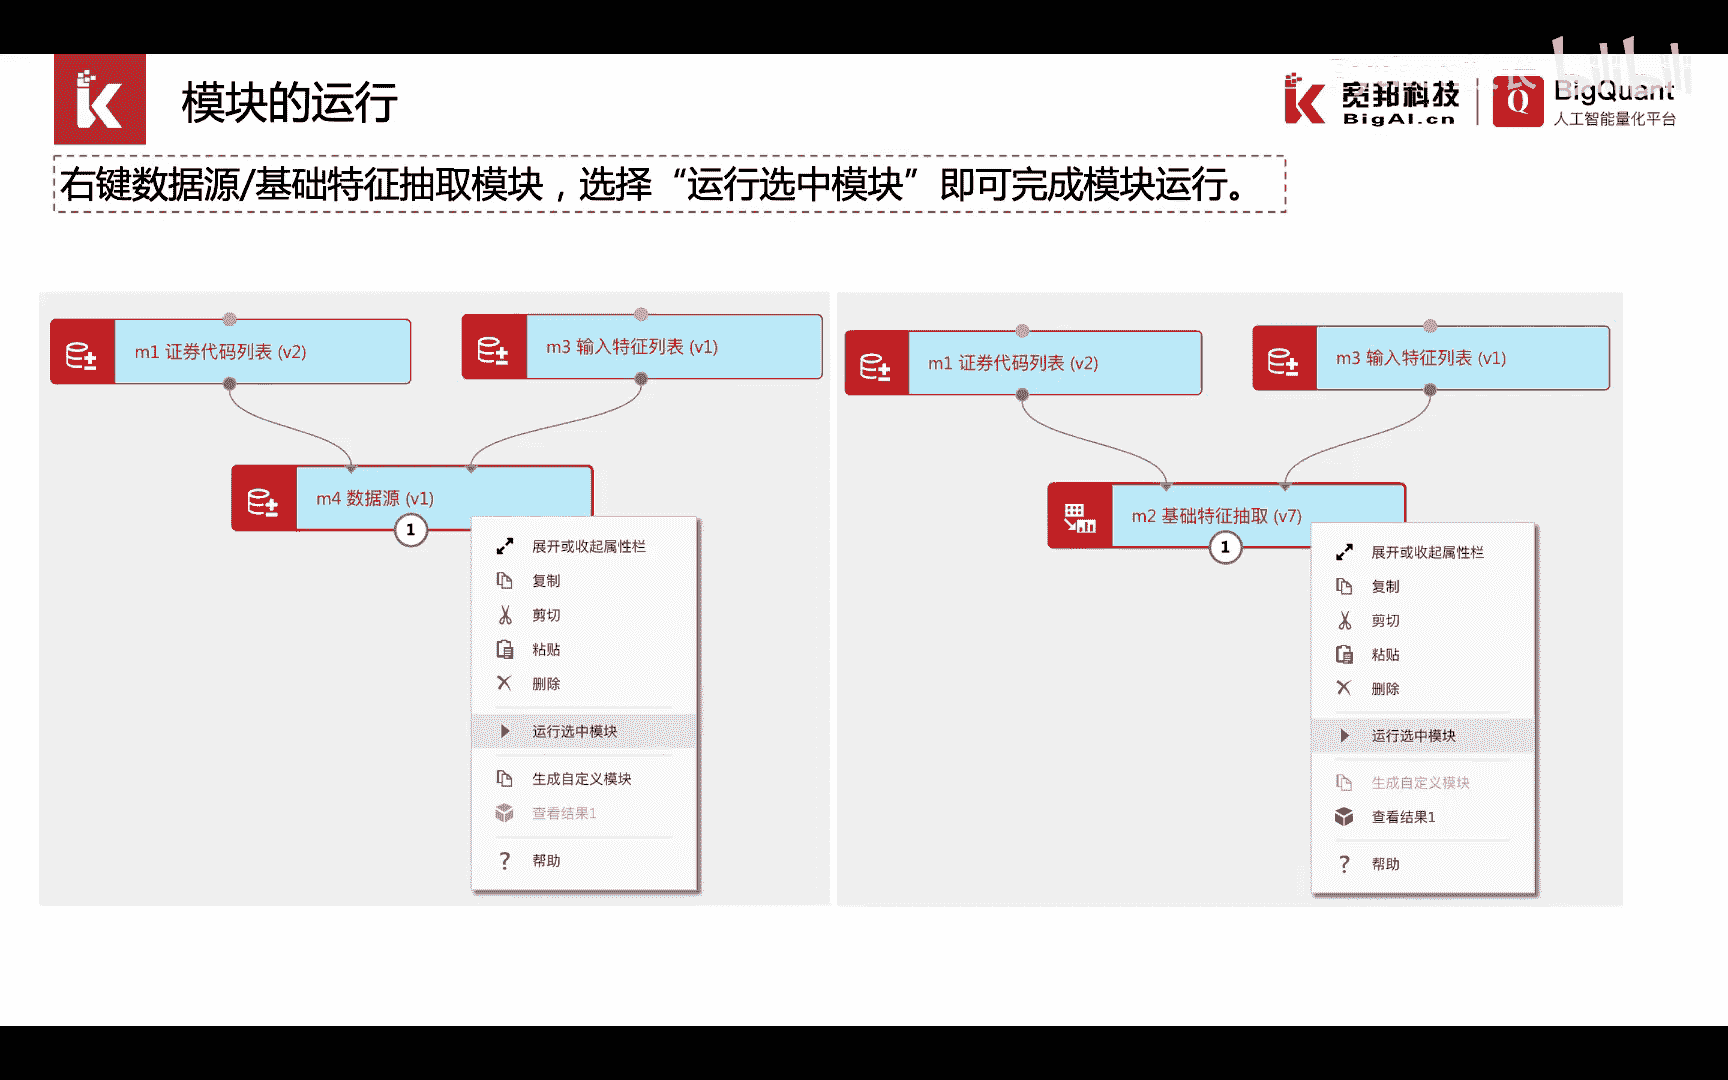 模块的运行
宽邦科技
BigAI.cn
BigQuant
人工智能量化平台
右键数据源/基础特征抽取模块，选择“运行选中模块”即可完成模块运行。
m1 证券代码列表 (v2)
m3 输入特征列表 (v1)
m4 数据源 (v1)
1
展开或收起属性栏
复制
剪切
粘贴
删除
运行选中模块
生成自定义模块
查看结果1
帮助
m1 证券代码列表 (v2)
m3 输入特征列表 (v1)
m2 基础特征抽取 (v7)
1
展开或收起属性栏
复制
剪切
粘贴
删除
运行选中模块
生成自定义模块
查看结果1
帮助